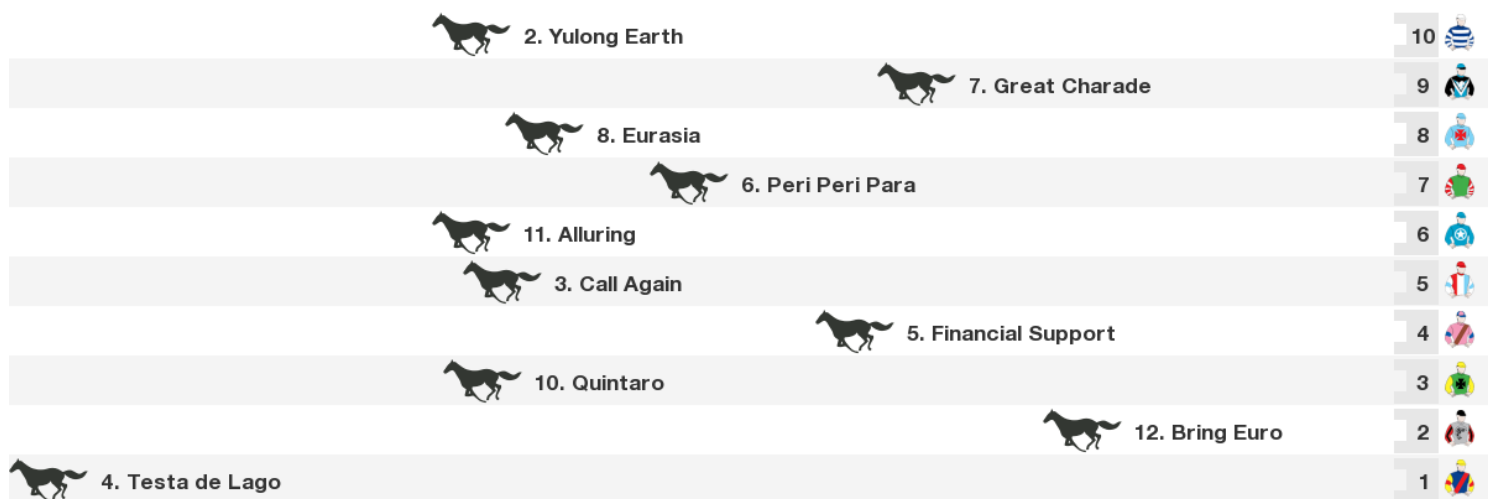 2. Yulong Earth 10
7. Great Charade 9
8. Eurasia 8
6. Peri Peri Para 7
11. Alluring 6
3. Call Again 5
5. Financial Support 4
10. Quintaro 3
12. Bring Euro 2
4. Testa de Lago 1